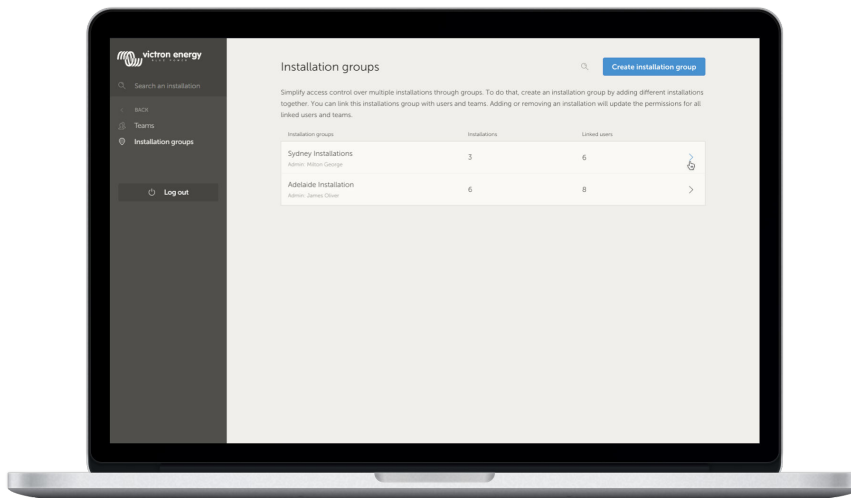 victron energy
BLUE POWER
Search an installation
BACK
Teams
Installation groups
Log out
Installation groups
Create installation group
Simplify access control over multiple installations through groups. To do that, create an installation group by adding different installations
together. You can link this installations group with users and teams. Adding or removing an installation will update the permissions for all
linked users and teams.
Installation groups Installations Linked users
Sydney Installations 3 6
Admin: Milton George
Adelaide Installation 6 8
Admin: James Oliver